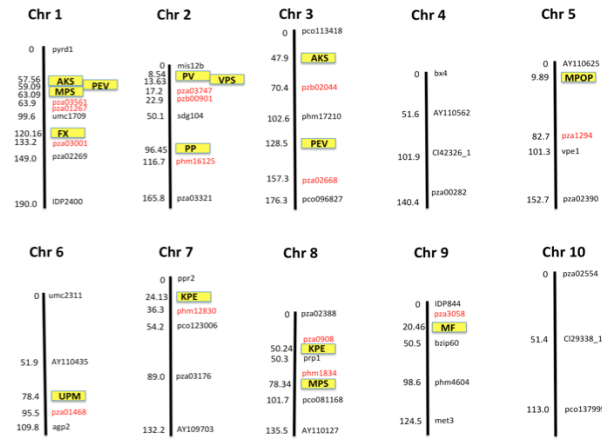 Chr 1 Chr 2 Chr 3 Chr 4 Chr 5
0 pyrd1
57.56 AKS
59.09 PEV
63.09 MPS
63.9 pza03561
pza01267
99.6 umc1709
120.16 FX
133.2 pza03001
149.0 pza02269
190.0 IDP2400
0 mis12b
8.54 PV
13.63 VPS
17.2 pza03747
22.9 pzb00901
50.1 sdg104
96.45 PP
116.7 phm16125
165.8 pza03321
0 pco113418
47.9 AKS
70.4 pzb02044
102.6 phm17210
128.5 PEV
157.3 pza02668
176.3 pco096827
0 bx4
51.6 AY110562
101.9 Cl42326_1
140.4 pza00282
0 AY110625
9.89 MPOP
82.7 pza1294
101.3 vpe1
152.7 pza02390
Chr 6 Chr 7 Chr 8 Chr 9 Chr 10
0 umc2311
51.9 AY110435
78.4 UPM
95.5 pza01468
109.8 agp2
0 ppr2
24.13 KPE
36.3 phm12830
54.2 pco123006
89.0 pza03176
132.2 AY109703
0 pza02388
pza0908
50.24 KPE
50.3 prp1
phm1834
78.34 MPS
101.7 pco081168
135.5 AY110127
0 IDP844
pza3058
20.46 MF
50.5 bzip60
98.6 phm4604
124.5 met3
0 pza02554
51.4 Cl29338_1
113.0 pco13799